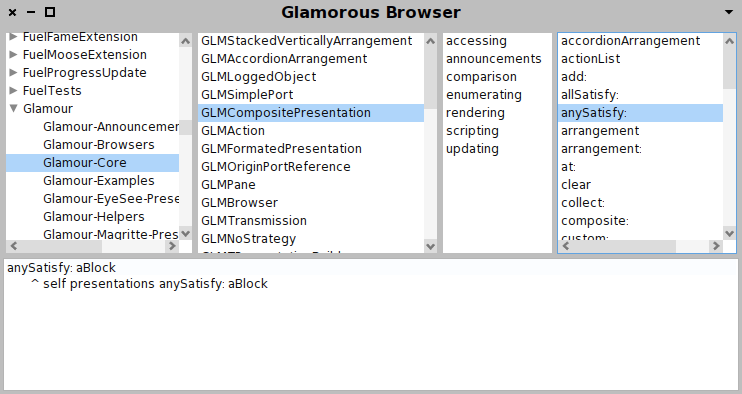 Glamorous Browser
FuelFameExtension
FuelMooseExtension
FuelProgressUpdate
FuelTests
Glamour
Glamour-Announcemer
Glamour-Browsers
Glamour-Core
Glamour-Examples
Glamour-EyeSee-Prese
Glamour-Helpers
Glamour-Magritte-Pres
GLMStackedVerticallyArrangement
GLMAccordionArrangement
GLMLoggedObject
GLMSimplePort
GLMCompositePresentation
GLMAction
GLMFormatedPresentation
GLMOriginPortReference
GLMPane
GLMBrowser
GLMTransmission
GLMNoStrategy
accessing
announcements
comparison
enumerating
rendering
scripting
updating
accordionArrangement
actionList
add:
allSatisfy:
anySatisfy:
arrangement
arrangement:
at:
clear
collect:
composite:
custom:
anySatisfy: aBlock
^ self presentations anySatisfy: aBlock